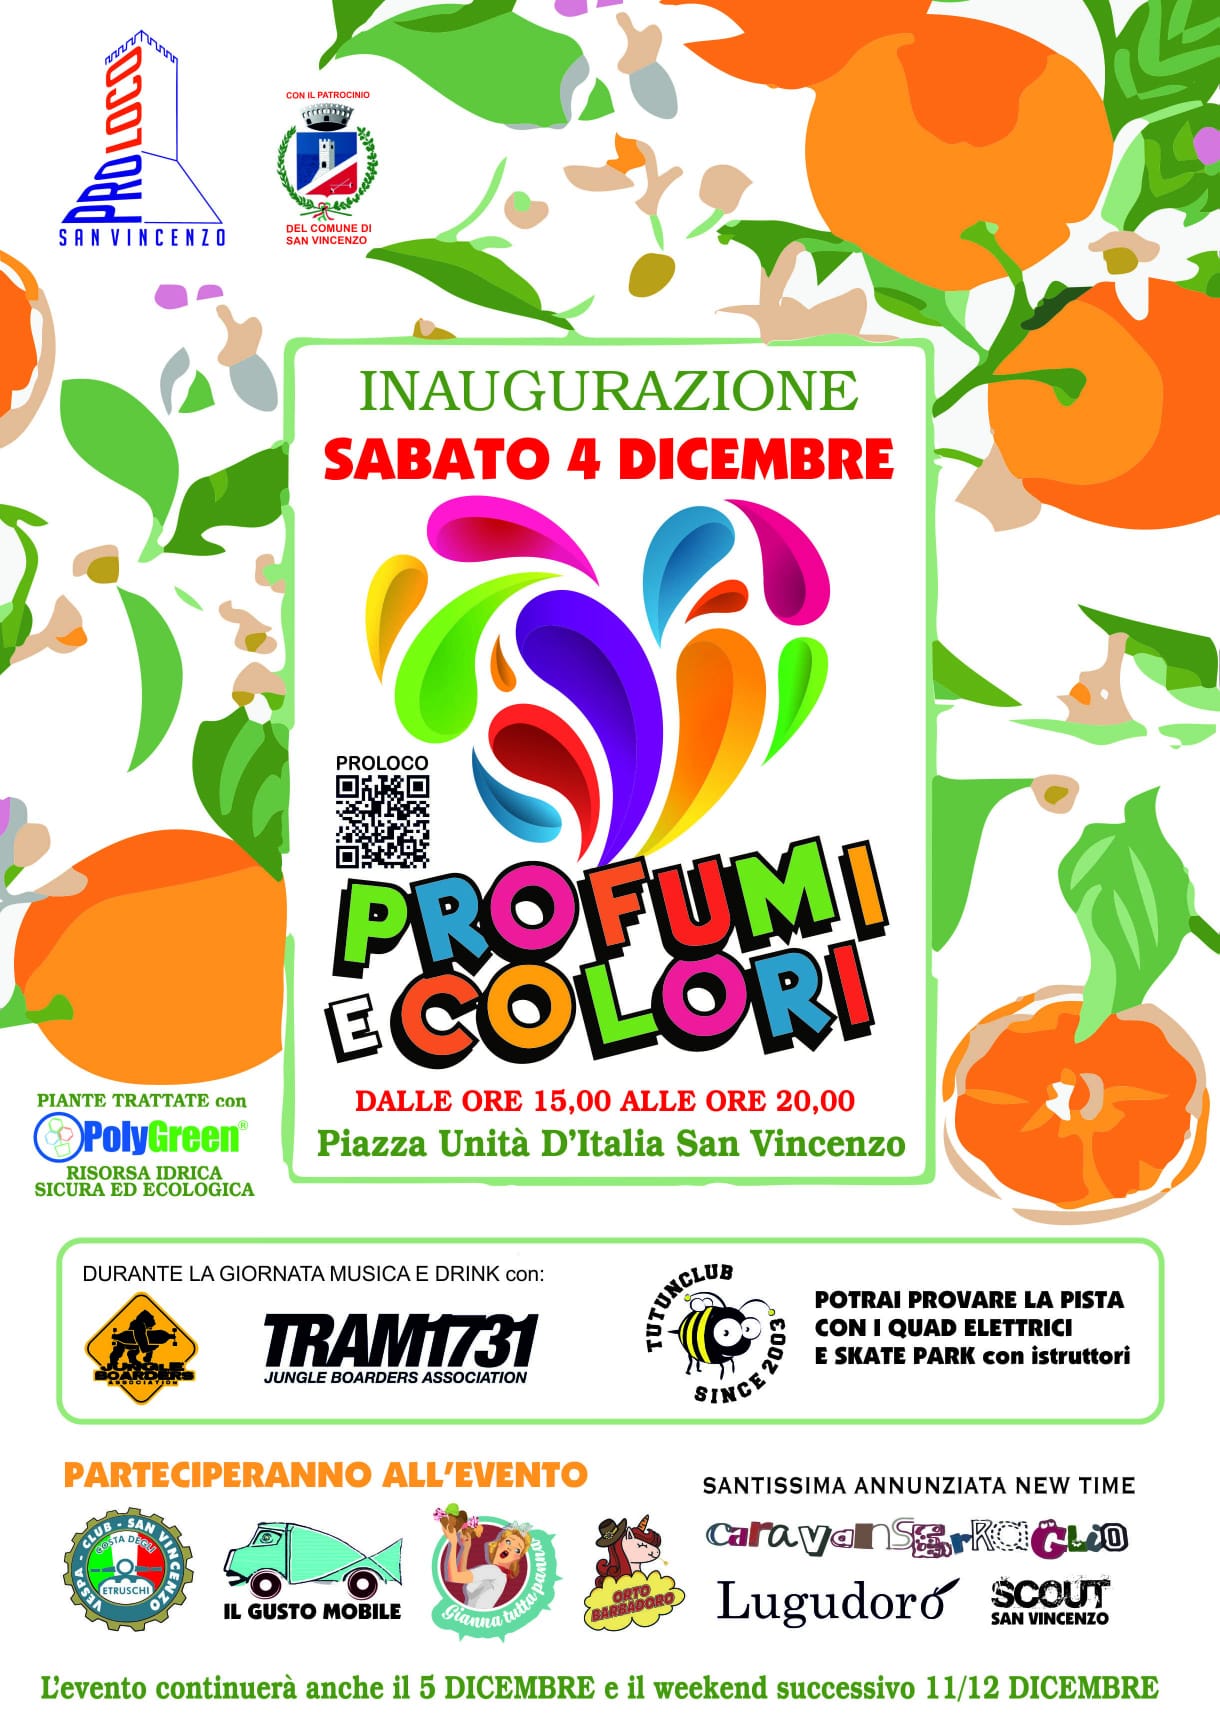 PROLOCO
SAN VINCENZO
CON IL PATROCINIO
DEL COMUNE DI
SAN VINCENZO
INAUGURAZIONE
SABATO 4 DICEMBRE
PROLOCO
PROFUMI
E COLORI
DALLE ORE 15,00 ALLE ORE 20,00
Piazza Unità D'Italia San Vincenzo
PIANTE TRATTATE con
PolyGreen®
RISORSA IDRICA
SICURA ED ECOLOGICA
DURANTE LA GIORNATA MUSICA E DRINK con:
JUNGLE
BOARDERS
ASSOCIATION
TRAM1731
JUNGLE BOARDERS ASSOCIATION
TUTUNCLUB
SINCE 2003
POTRAI PROVARE LA PISTA
CON I QUAD ELETTRICI
E SKATE PARK con istruttori
PARTECIPERANNO ALL'EVENTO
VESPA - CLUB - SAN VINCENZO
COSTA DEGLI
ETRUSCHI
IL GUSTO MOBILE
Gianna tutta panna
ORTO
BARBADORO
SANTISSIMA ANNUNZIATA NEW TIME
CaravanSErRaGLiO
Lugudoro
SCOUT
SAN VINCENZO
L'evento continuerà anche il 5 DICEMBRE e il weekend successivo 11/12 DICEMBRE